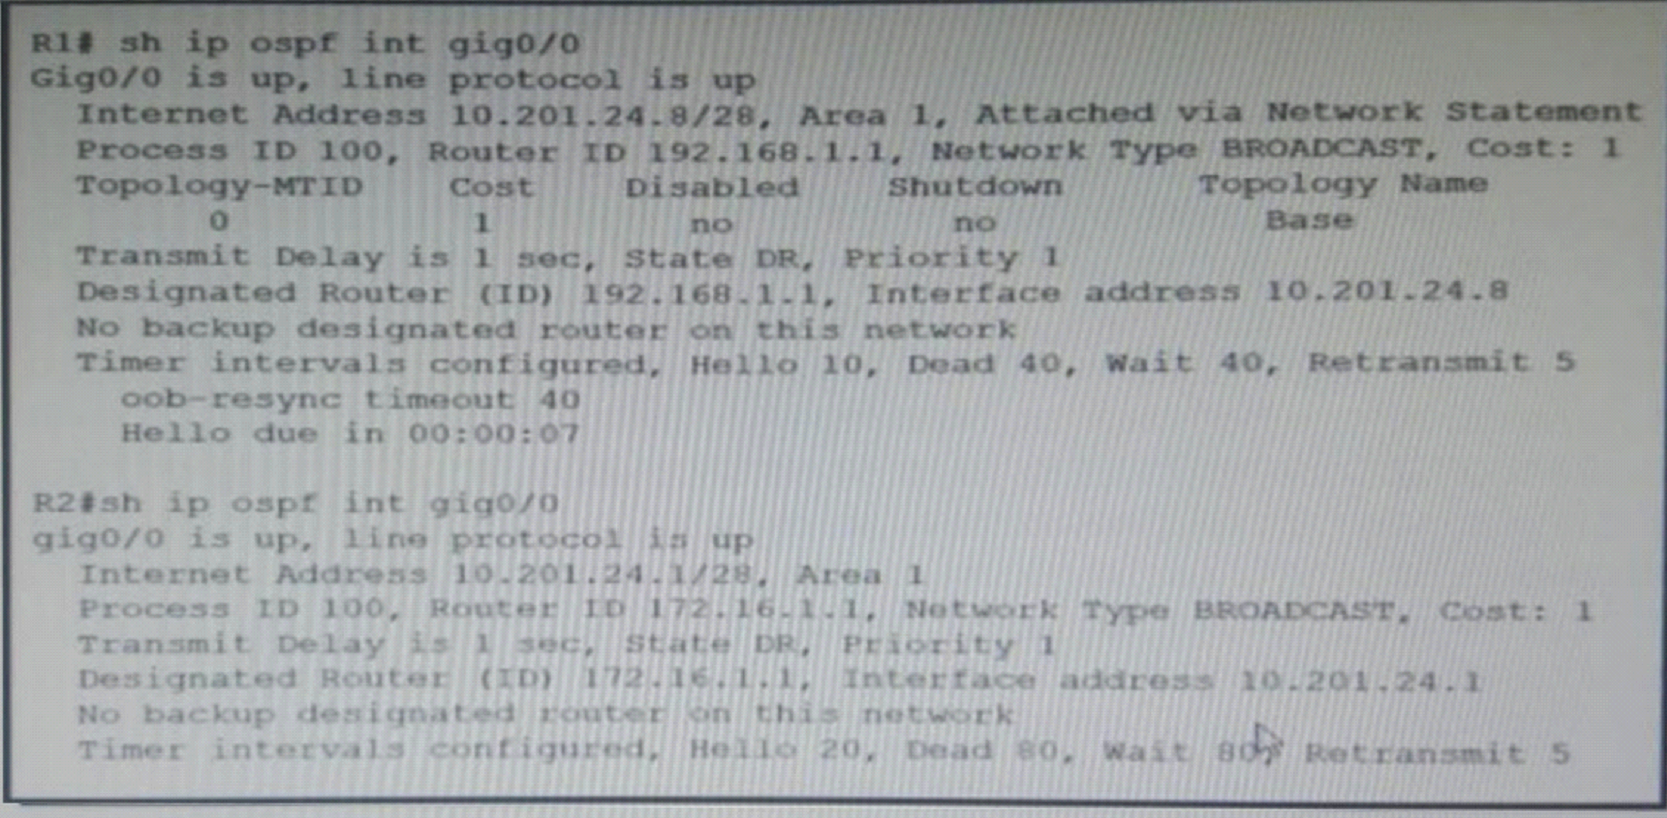 R1# sh ip ospf int gig0/0
Gig0/0 is up, line protocol is up
Internet Address 10.201.24.8/28, Area 1, Attached via Network Statement
Process ID 100, Router ID 192.168.1.1, Network Type BROADCAST, Cost: 1
Topology-MTID Cost Disabled Shutdown Topology Name
0 1 no no Base
Transmit Delay is 1 sec, State DR, Priority 1
Designated Router (ID) 192.168.1.1, Interface address 10.201.24.8
No backup designated router on this network
Timer intervals configured, Hello 10, Dead 40, Wait 40, Retransmit 5
oob-resync timeout 40
Hello due in 00:00:07
R2#sh ip ospf int gig0/0
gig0/0 is up, line protocol is up
Internet Address 10.201.24.1/28, Area 1
Process ID 100, Router ID 172.16.1.1, Network Type BROADCAST, Cost: 1
Transmit Delay is 1 sec, State DR, Priority 1
Designated Router (ID) 172.16.1.1, Interface address 10.201.24.1
No backup designated router on this network
Timer intervals configured, Hello 20, Dead 80, Wait 80, Retransmit 5